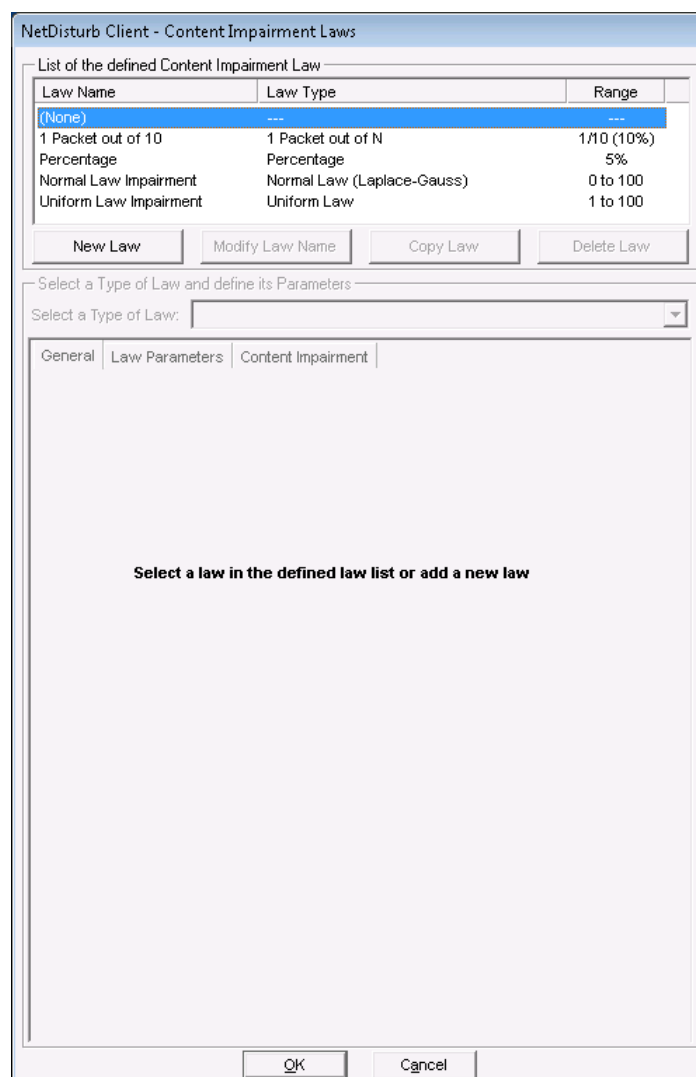 NetDisturb Client - Content Impairment Laws
List of the defined Content Impairment Law
Law Name Law Type Range
(None) --- ---
1 Packet out of 10 1 Packet out of N 1/10 (10%)
Percentage Percentage 5%
Normal Law Impairment Normal Law (Laplace-Gauss) 0 to 100
Uniform Law Impairment Uniform Law 1 to 100
New Law Modify Law Name Copy Law Delete Law
Select a Type of Law and define its Parameters
Select a Type of Law:
General Law Parameters Content Impairment
Select a law in the defined law list or add a new law
OK Cancel